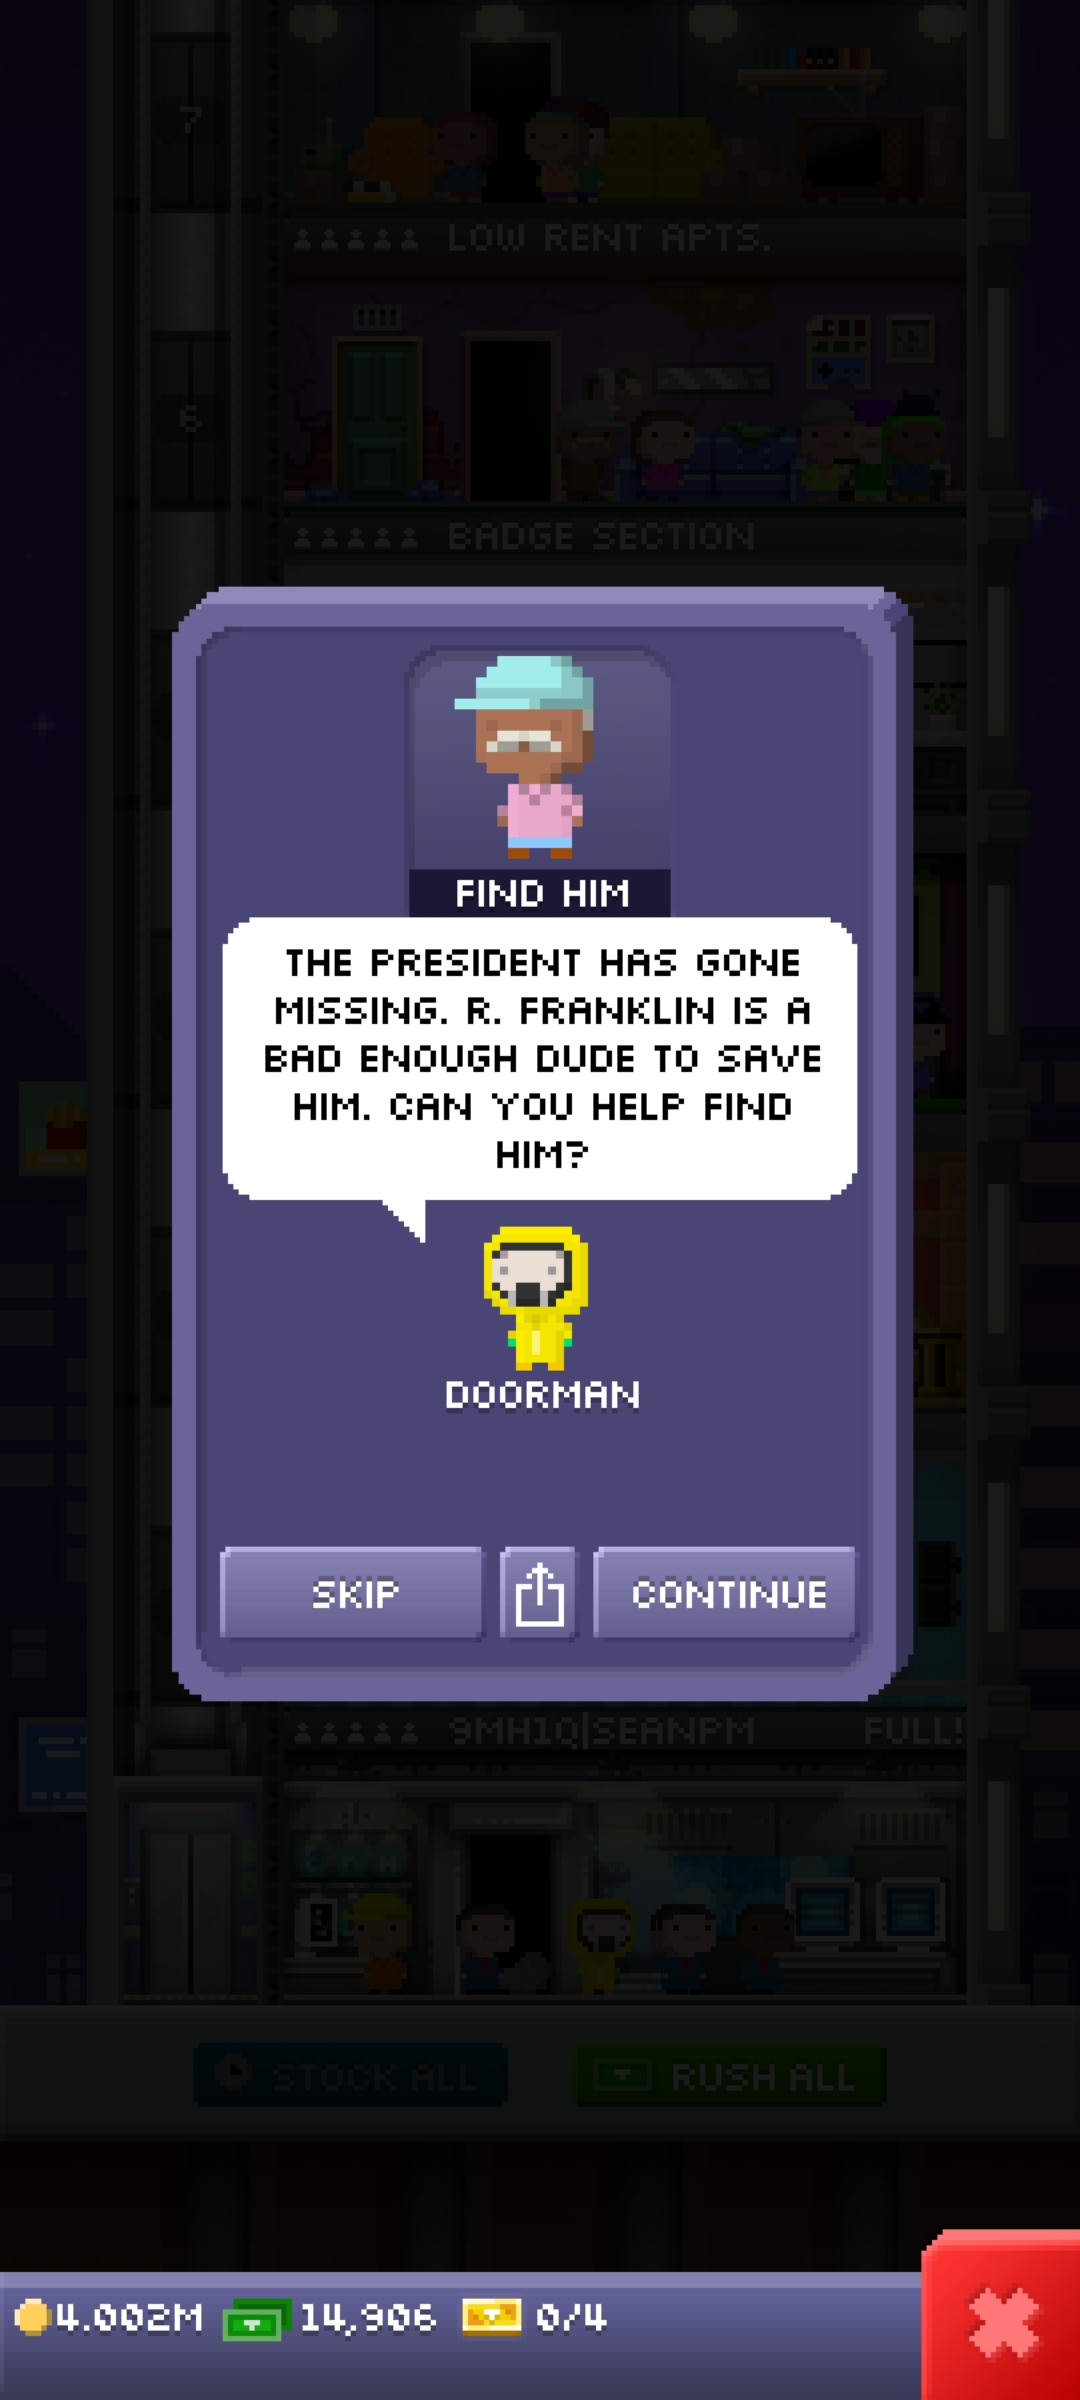 7
LOW RENT APTS.
6
BADGE SECTION
FIND HIM
THE PRESIDENT HAS GONE
MISSING. R. FRANKLIN IS A
BAD ENOUGH DUDE TO SAVE
HIM. CAN YOU HELP FIND
HIM?
DOORMAN
SKIP
CONTINUE
9MH1Q|SEANPM FULL!
STOCK ALL
RUSH ALL
4.002M 14,906 0/4